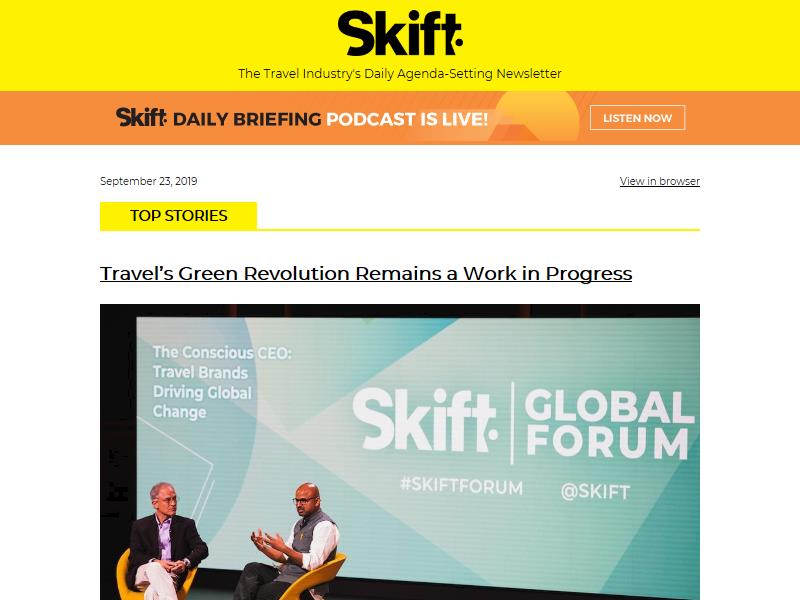 Skift
The Travel Industry's Daily Agenda-Setting Newsletter
Skift DAILY BRIEFING PODCAST IS LIVE!
LISTEN NOW
September 23, 2019
View in browser
TOP STORIES
Travel's Green Revolution Remains a Work in Progress
The Conscious CEO:
Travel Brands
Driving Global
Change
Skift
GLOBAL
FORUM
#SKIFTFORUM @SKIFT